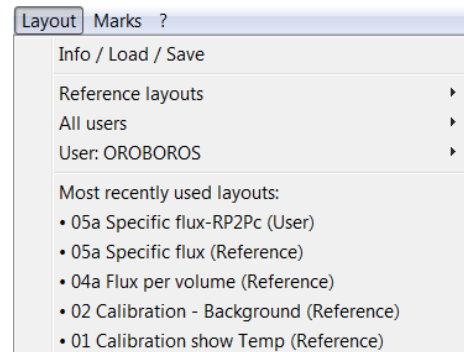 Layout Marks ?
Info / Load / Save
Reference layouts
All users
User: OROBOROS
Most recently used layouts:
• 05a Specific flux-RP2Pc (User)
• 05a Specific flux (Reference)
• 04a Flux per volume (Reference)
• 02 Calibration - Background (Reference)
• 01 Calibration show Temp (Reference)